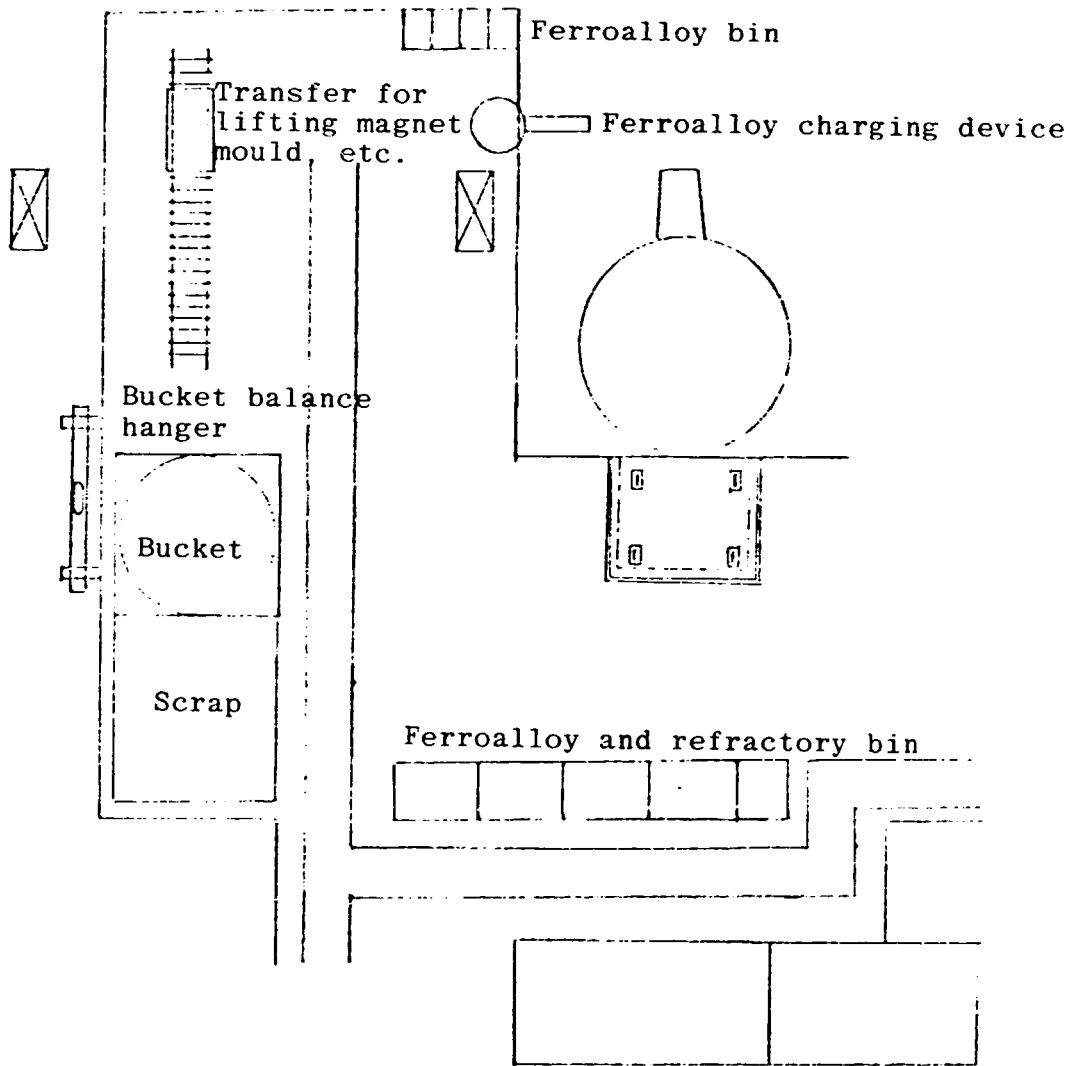 Ferroalloy bin
Transfer for
lifting magnet
mould, etc.
Ferroalloy charging device
Bucket balance
hanger
Bucket
Scrap
Ferroalloy and refractory bin